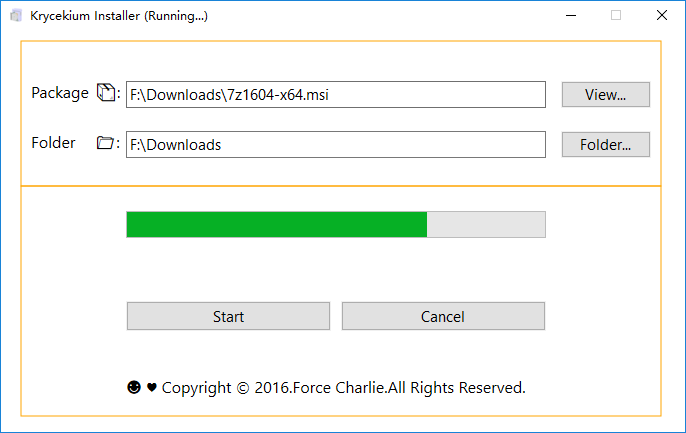 Krycekium Installer (Running...)
Package : F:\Downloads\7z1604-x64.msi View...
Folder : F:\Downloads Folder...
Start Cancel
☻ ♥ Copyright © 2016.Force Charlie.All Rights Reserved.